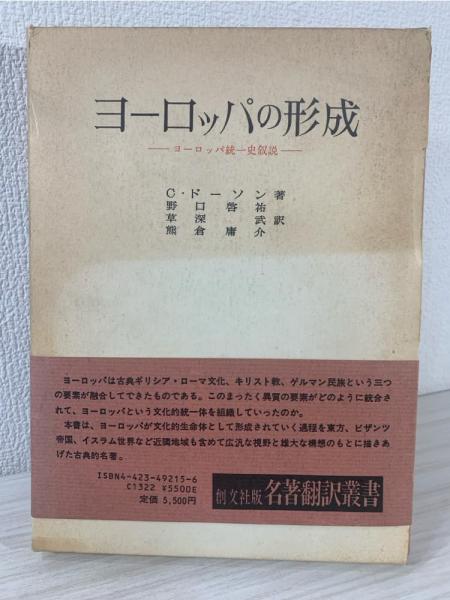 ヨーロッパの形成
―ヨーロッパ統一史叙説―
C・ドーソン著
野口啓祐
草深武訳
熊倉庸介
ヨーロッパは古典ギリシア・ローマ文化、キリスト教、ゲルマン民族という三つ
の要素が融合してできたものである。このまったく異質の要素がどのように統合さ
れて、ヨーロッパという文化的統一体を組織していったのか。
本書は、ヨーロッパが文化的生命体として形成されていく過程を東方、ビザンツ
帝国、イスラム世界など近隣地域も含めて広汎な視野と雄大な構想のもとに描きあ
げた古典的名著。
ISBN4-423-49215-6
C1322 ¥5500E
定価 5,500円
創文社版 名著翻訳叢書